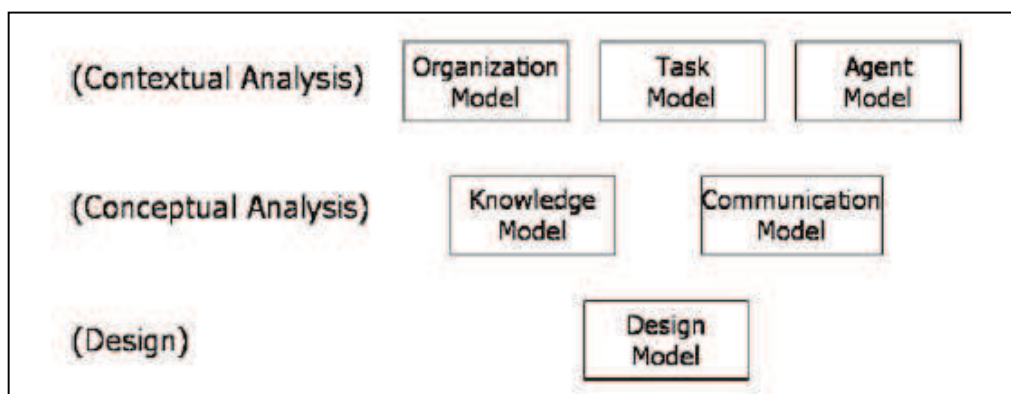 (Contextual Analysis)
Organization
Model
Task
Model
Agent
Model
(Conceptual Analysis)
Knowledge
Model
Communication
Model
(Design)
Design
Model